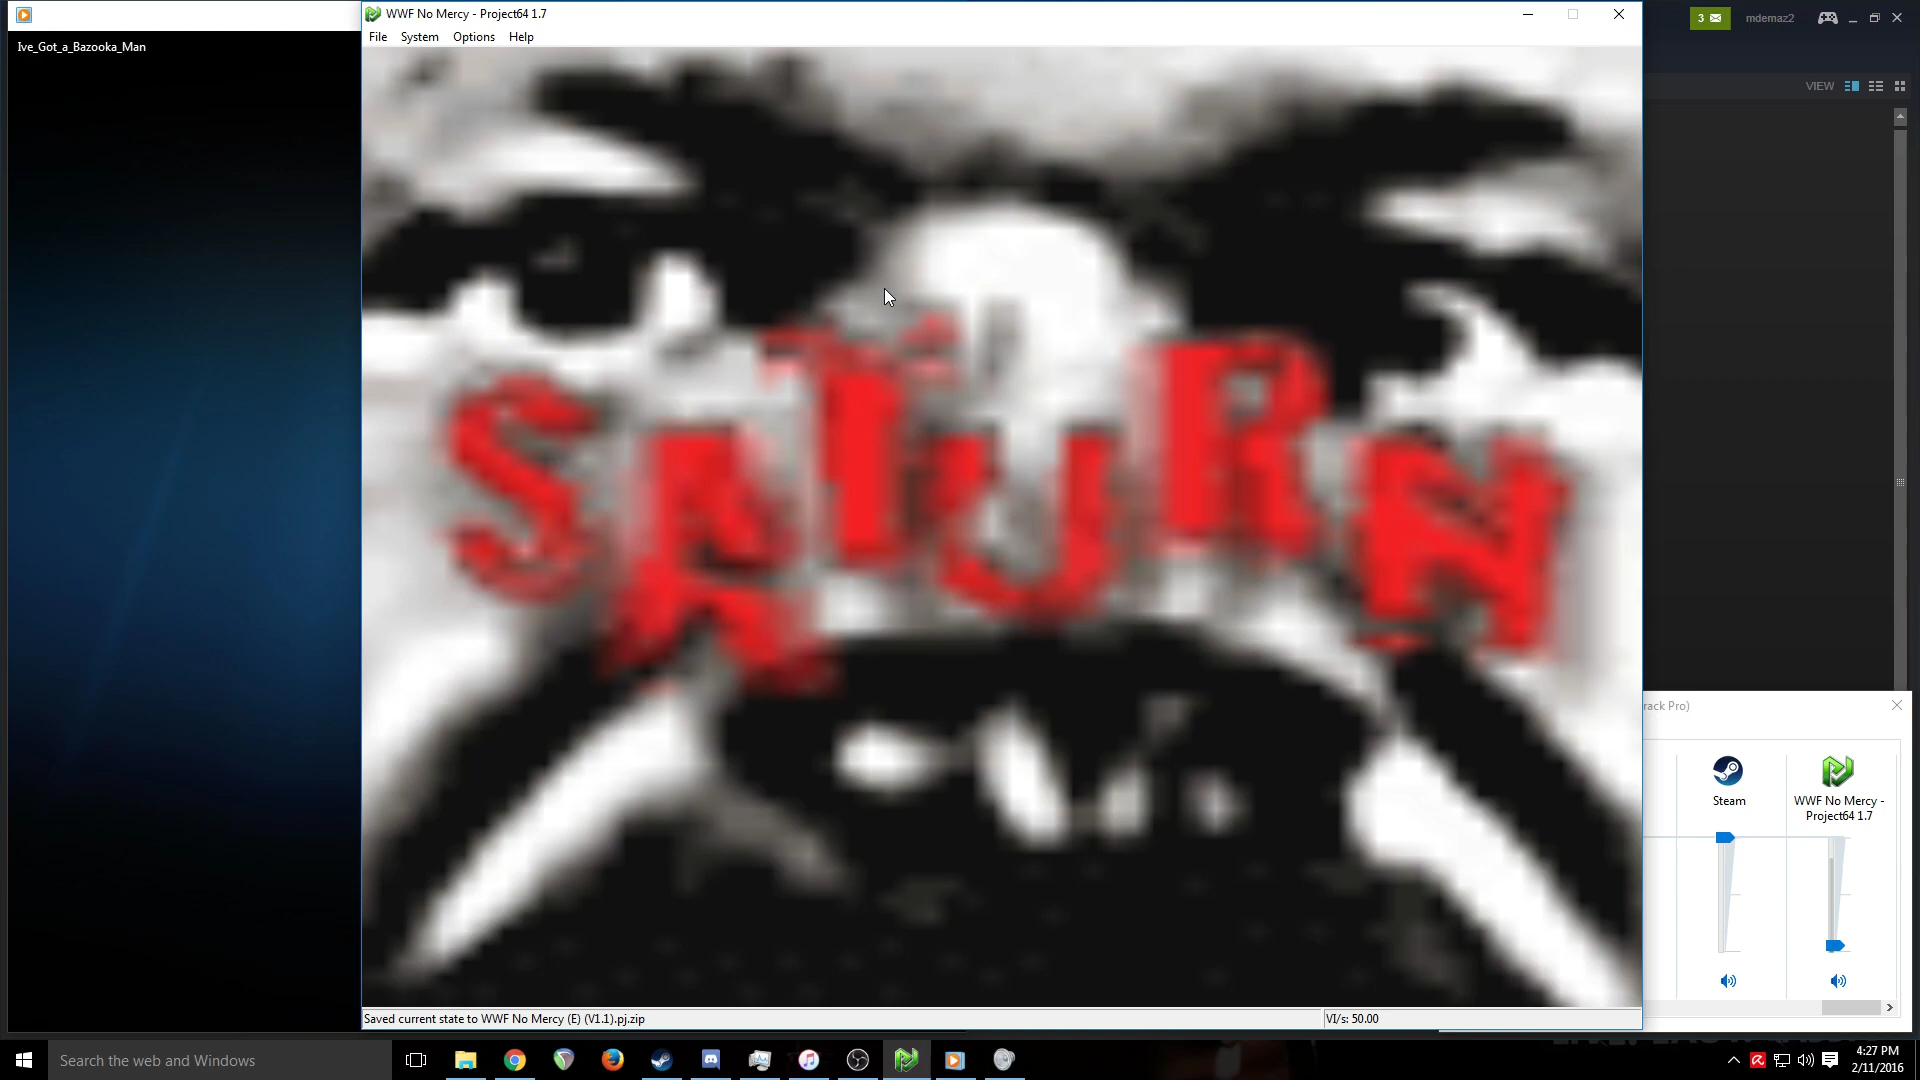 WWF No Mercy - Project64 1.7
3
mdemaz2
File System Options Help
Ive_Got_a_Bazooka_Man
VIEW
SATURN
rack Pro)
Steam
WWF No Mercy -
Project64 1.7
Saved current state to WWF No Mercy (E) (V1.1).pj.zip
VI/s: 50.00
Search the web and Windows
4:27 PM
2/11/2016